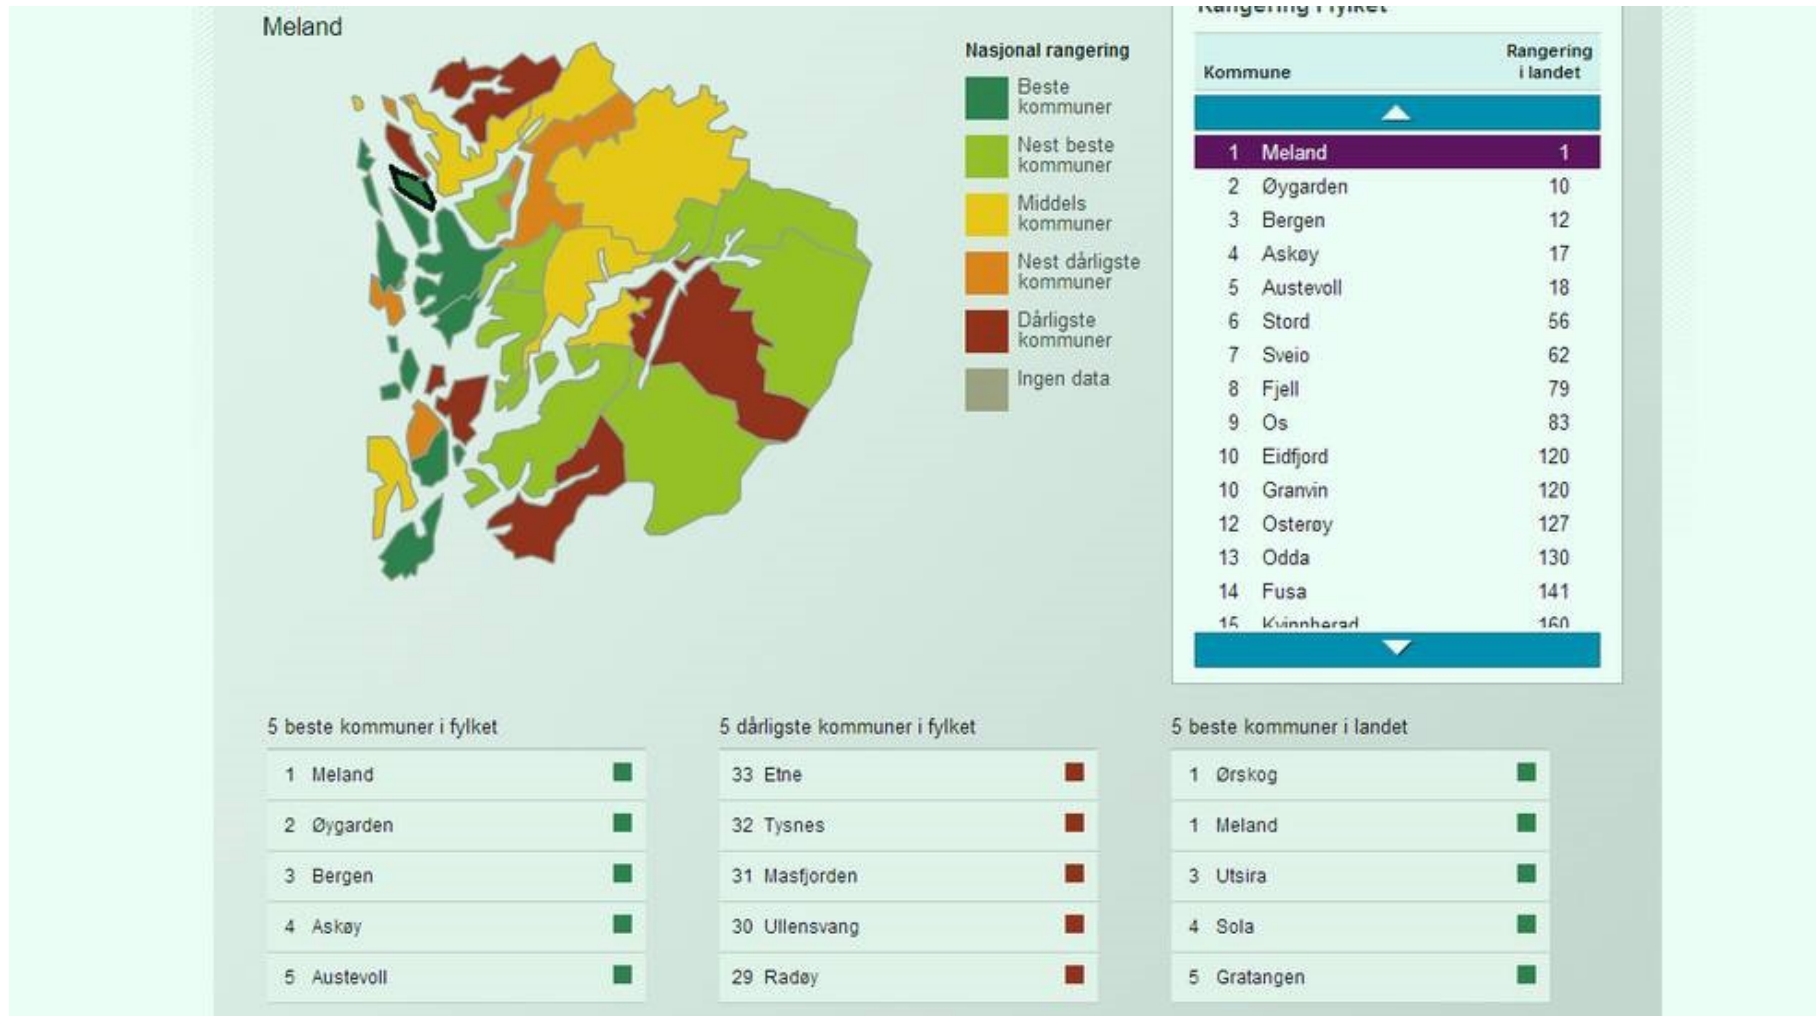 Meland
Nasjonal rangering
Beste
kommuner
Nest beste
kommuner
Middels
kommuner
Nest dårligste
kommuner
Dårligste
kommuner
Ingen data
Rangering i fylket
Kommune
Rangering
i landet
1 Meland 1
2 Øygarden 10
3 Bergen 12
4 Askøy 17
5 Austevoll 18
6 Stord 56
7 Sveio 62
8 Fjell 79
9 Os 83
10 Eidfjord 120
10 Granvin 120
12 Osterøy 127
13 Odda 130
14 Fusa 141
15 Kvinnherad 160
5 beste kommuner i fylket
1 Meland
2 Øygarden
3 Bergen
4 Askøy
5 Austevoll
5 dårligste kommuner i fylket
33 Etne
32 Tysnes
31 Masfjorden
30 Ullensvang
29 Radøy
5 beste kommuner i landet
1 Ørskog
1 Meland
3 Utsira
4 Sola
5 Gratangen